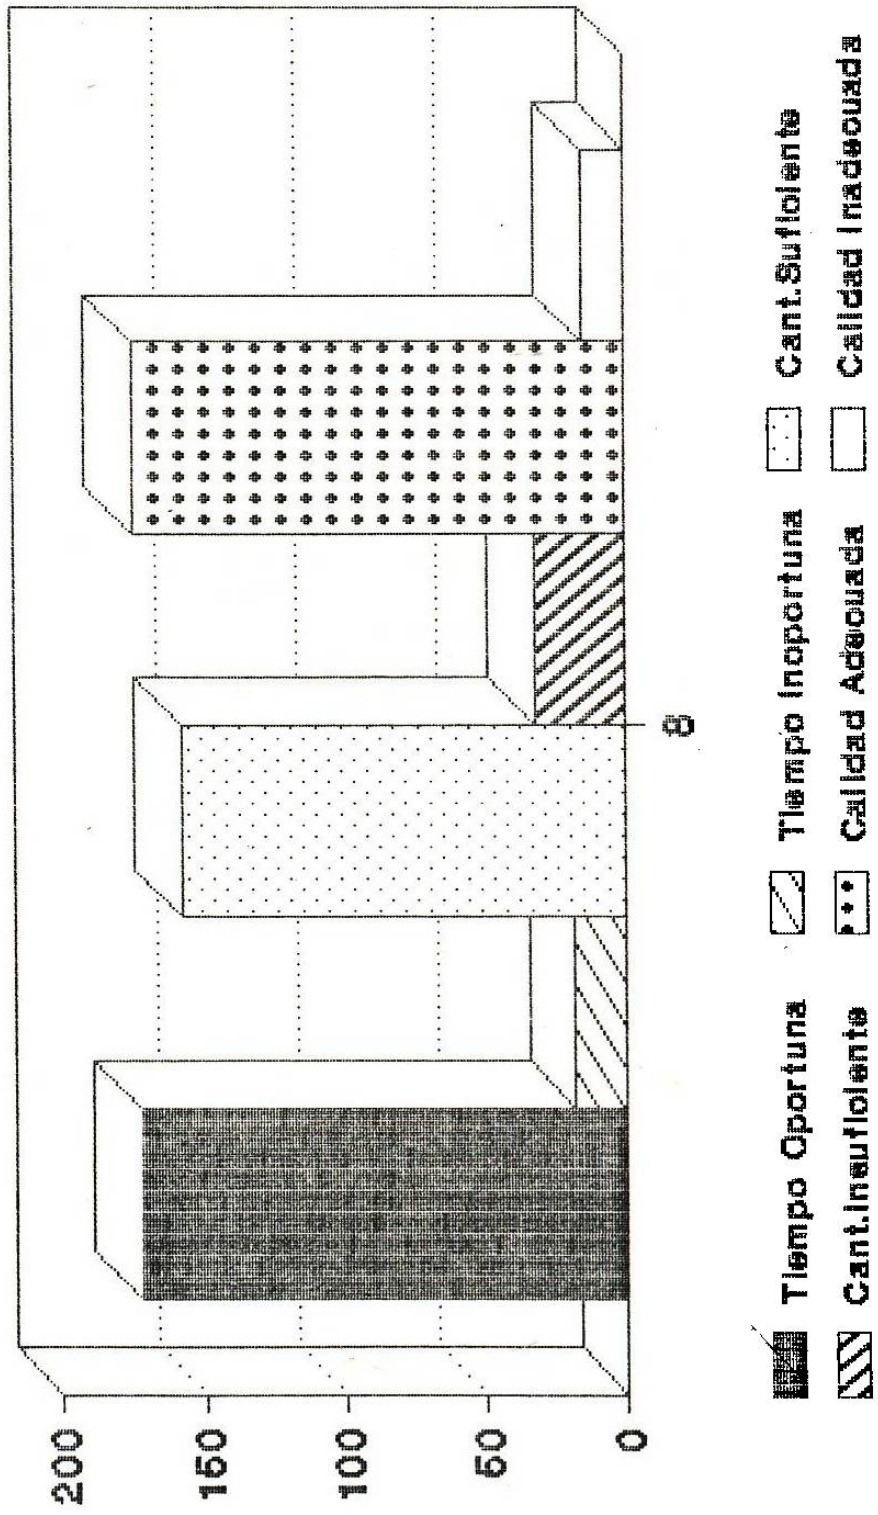 200
150
100
50
0
8
Tiempo Oportuna
Tiempo Inoportuna
Cant.Suficiente
Cant.Insuficiente
Calidad Adecuada
Calidad Inadecuada